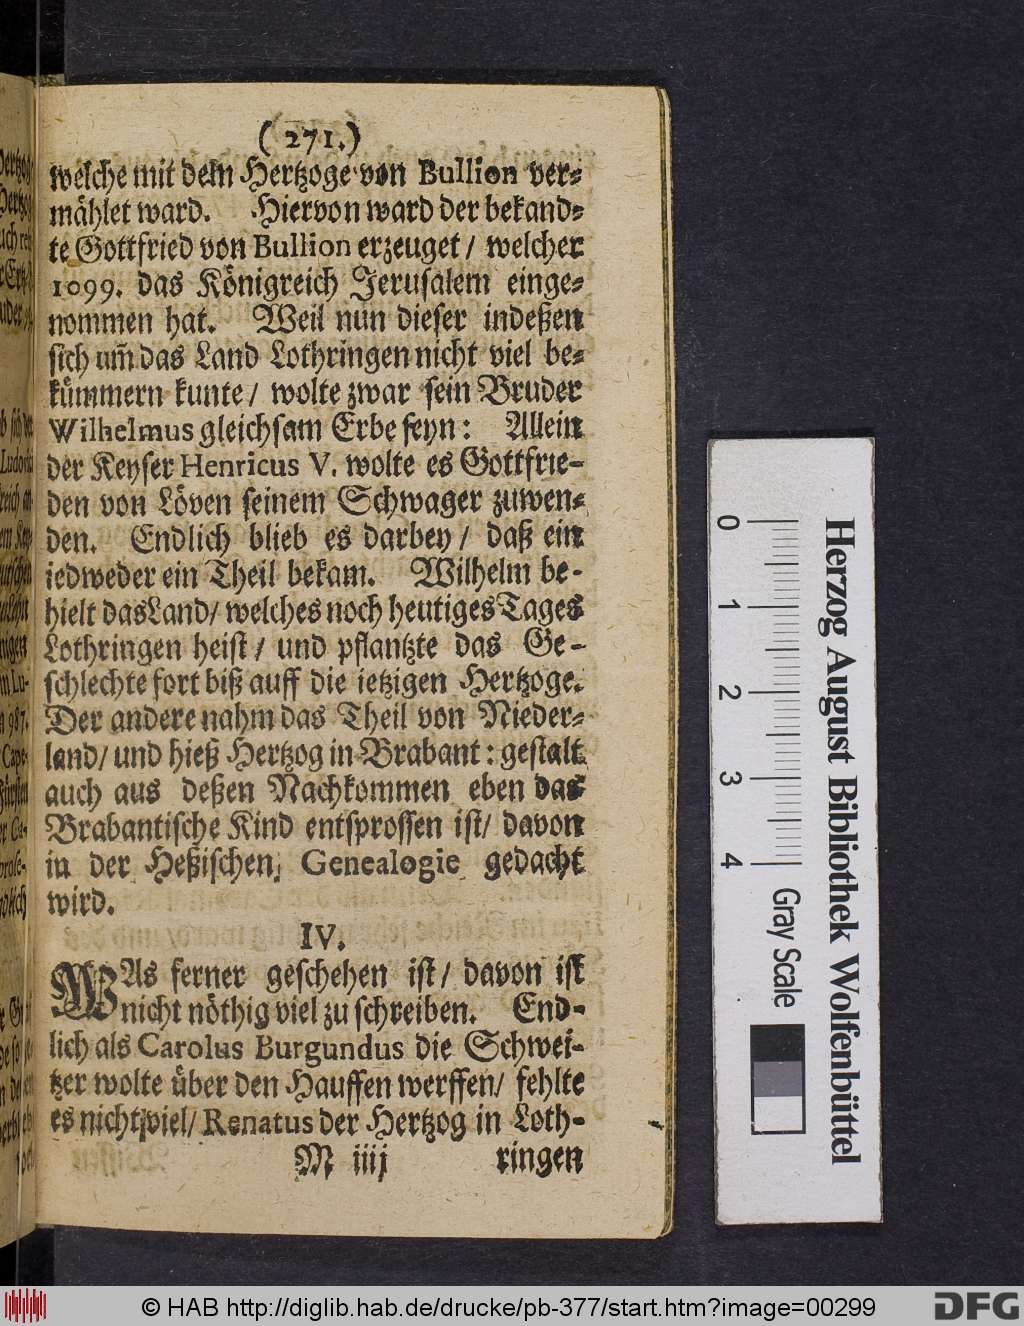 ( 271. )
welche mit dem Hertzoge von Bullion ver-
mählet ward. Hiervon ward der bekand-
te Gottfried von Bullion erzeuget / welcher
1099. das Königreich Jerusalem einge-
nommen hat. Weil nun dieser indeßen
sich um̃ das Land Lothringen nicht viel be-
kümmern kunte / wolte zwar sein Bruder
Wilhelmus gleichsam Erbe seyn: Allein
der Keyser Henricus V. wolte es Gottfrie-
den von Löven seinem Schwager zuwen-
den. Endlich blieb es darbey / daß ein
iedweder ein Theil bekam. Wilhelm be-
hielt das Land / welches noch heutiges Tages
Lothringen heist / und pflantzte das Ge-
schlechte fort biß auff die ietzigen Hertzoge.
Der andere nahm das Theil von Nieder-
land / und hieß Hertzog in Brabant: gestalt
auch aus deßen Nachkommen eben das
Brabantische Kind entsprossen ist / davon
in der Heßischen, Genealogie gedacht
wird.
IV.
WAs ferner geschehen ist / davon ist
nicht nöthig viel zu schreiben. End-
lich als Carolus Burgundus die Schwei-
tzer wolte über den Hauffen werffen / fehlte
es nicht viel / Renatus der Hertzog in Loth-
M iiij ringen
0 1 2 3 4 Gray Scale
Herzog August Bibliothek Wolfenbüttel
© HAB http://diglib.hab.de/drucke/pb-377/start.htm?image=00299
DFG